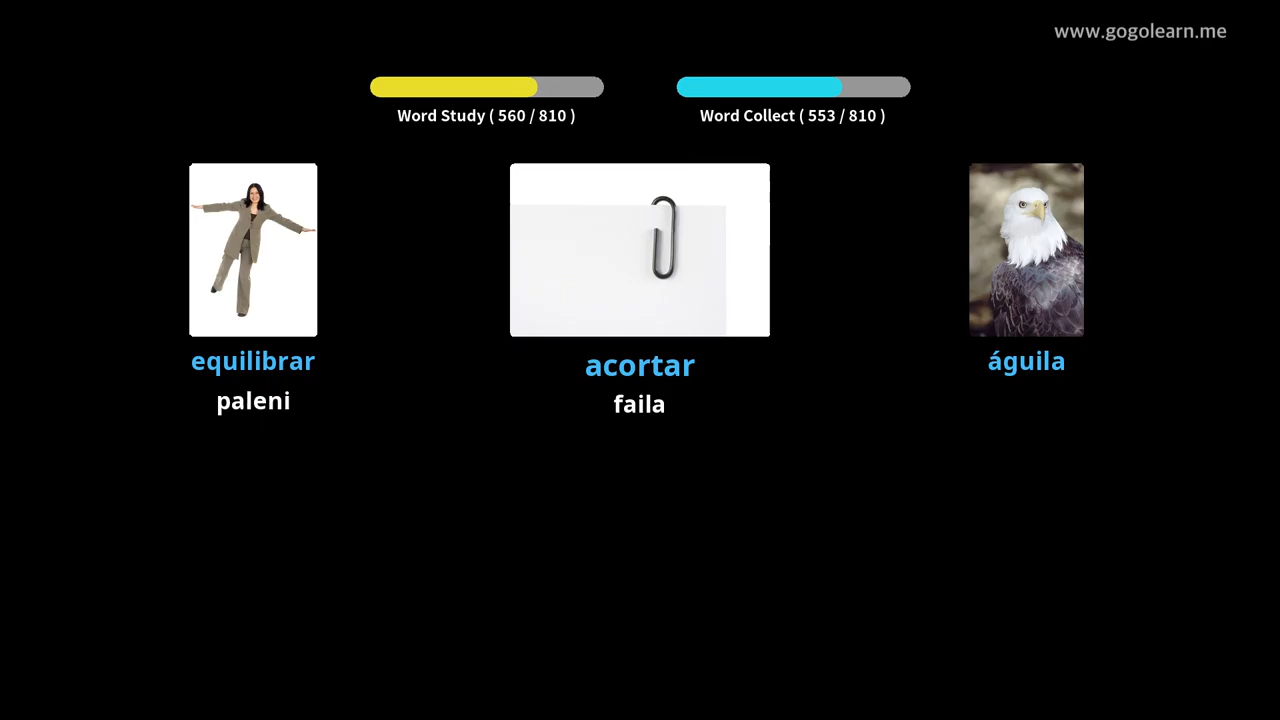 www.gogolearn.me
Word Study ( 560 / 810 )
Word Collect ( 553 / 810 )
equilibrar
paleni
acortar
faila
águila